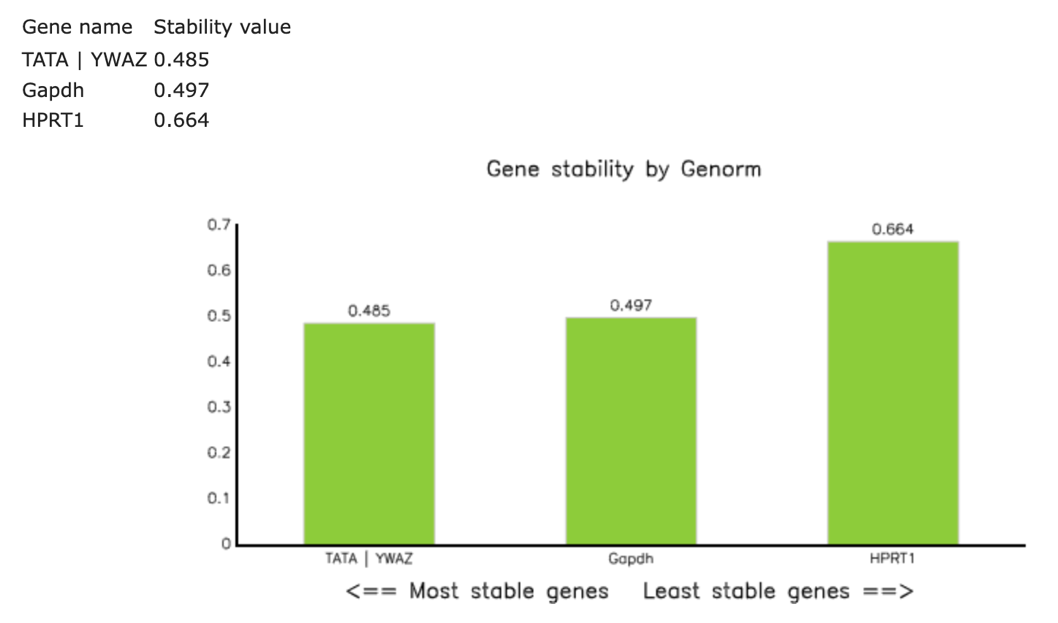 Gene name Stability value
TATA | YWAZ 0.485
Gapdh 0.497
HPRT1 0.664
Gene stability by Genorm
0.7
0.6
0.5
0.4
0.3
0.2
0.1
0
0.485
0.497
0.664
TATA | YWAZ
Gapdh
HPRT1
<== Most stable genes Least stable genes ==>